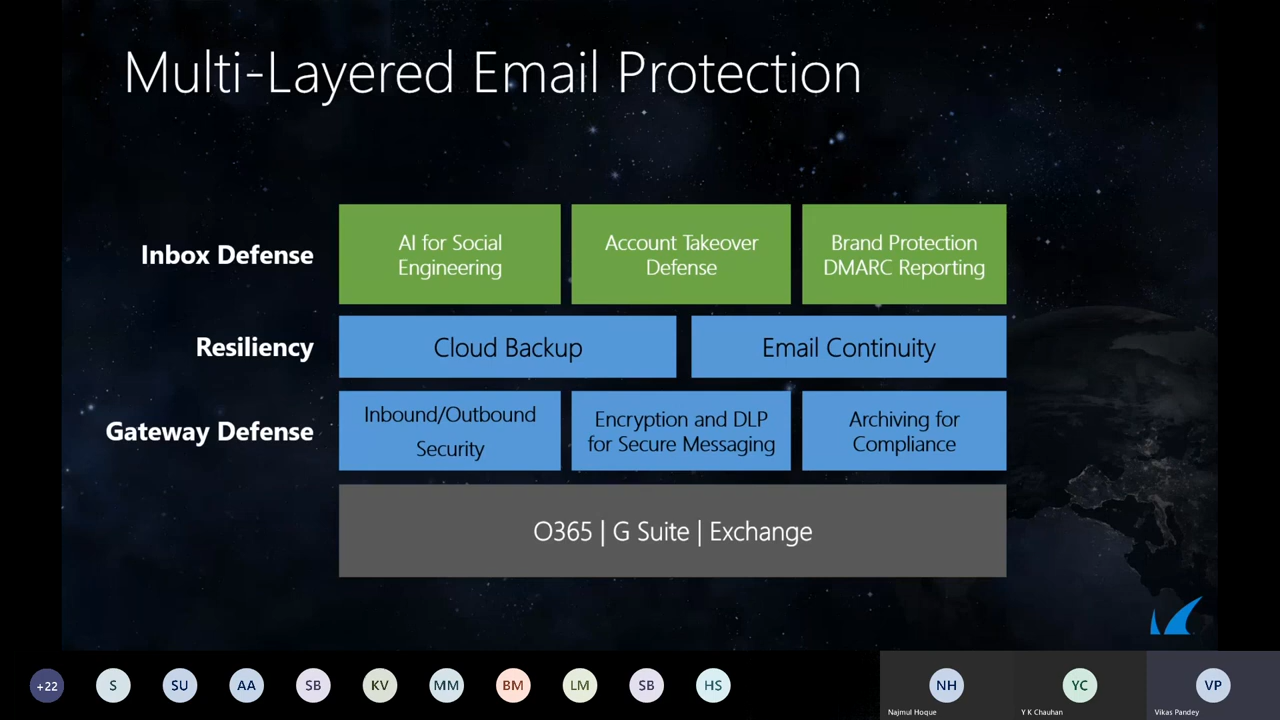 Multi-Layered Email Protection
Inbox Defense
AI for Social
Engineering
Account Takeover
Defense
Brand Protection
DMARC Reporting
Resiliency
Cloud Backup
Email Continuity
Gateway Defense
Inbound/Outbound
Security
Encryption and DLP
for Secure Messaging
Archiving for
Compliance
O365 | G Suite | Exchange
+22
S
SU
AA
SB
KV
MM
BM
LM
SB
HS
NH
Najmul Hoque
YC
Y K Chauhan
VP
Vikas Pandey